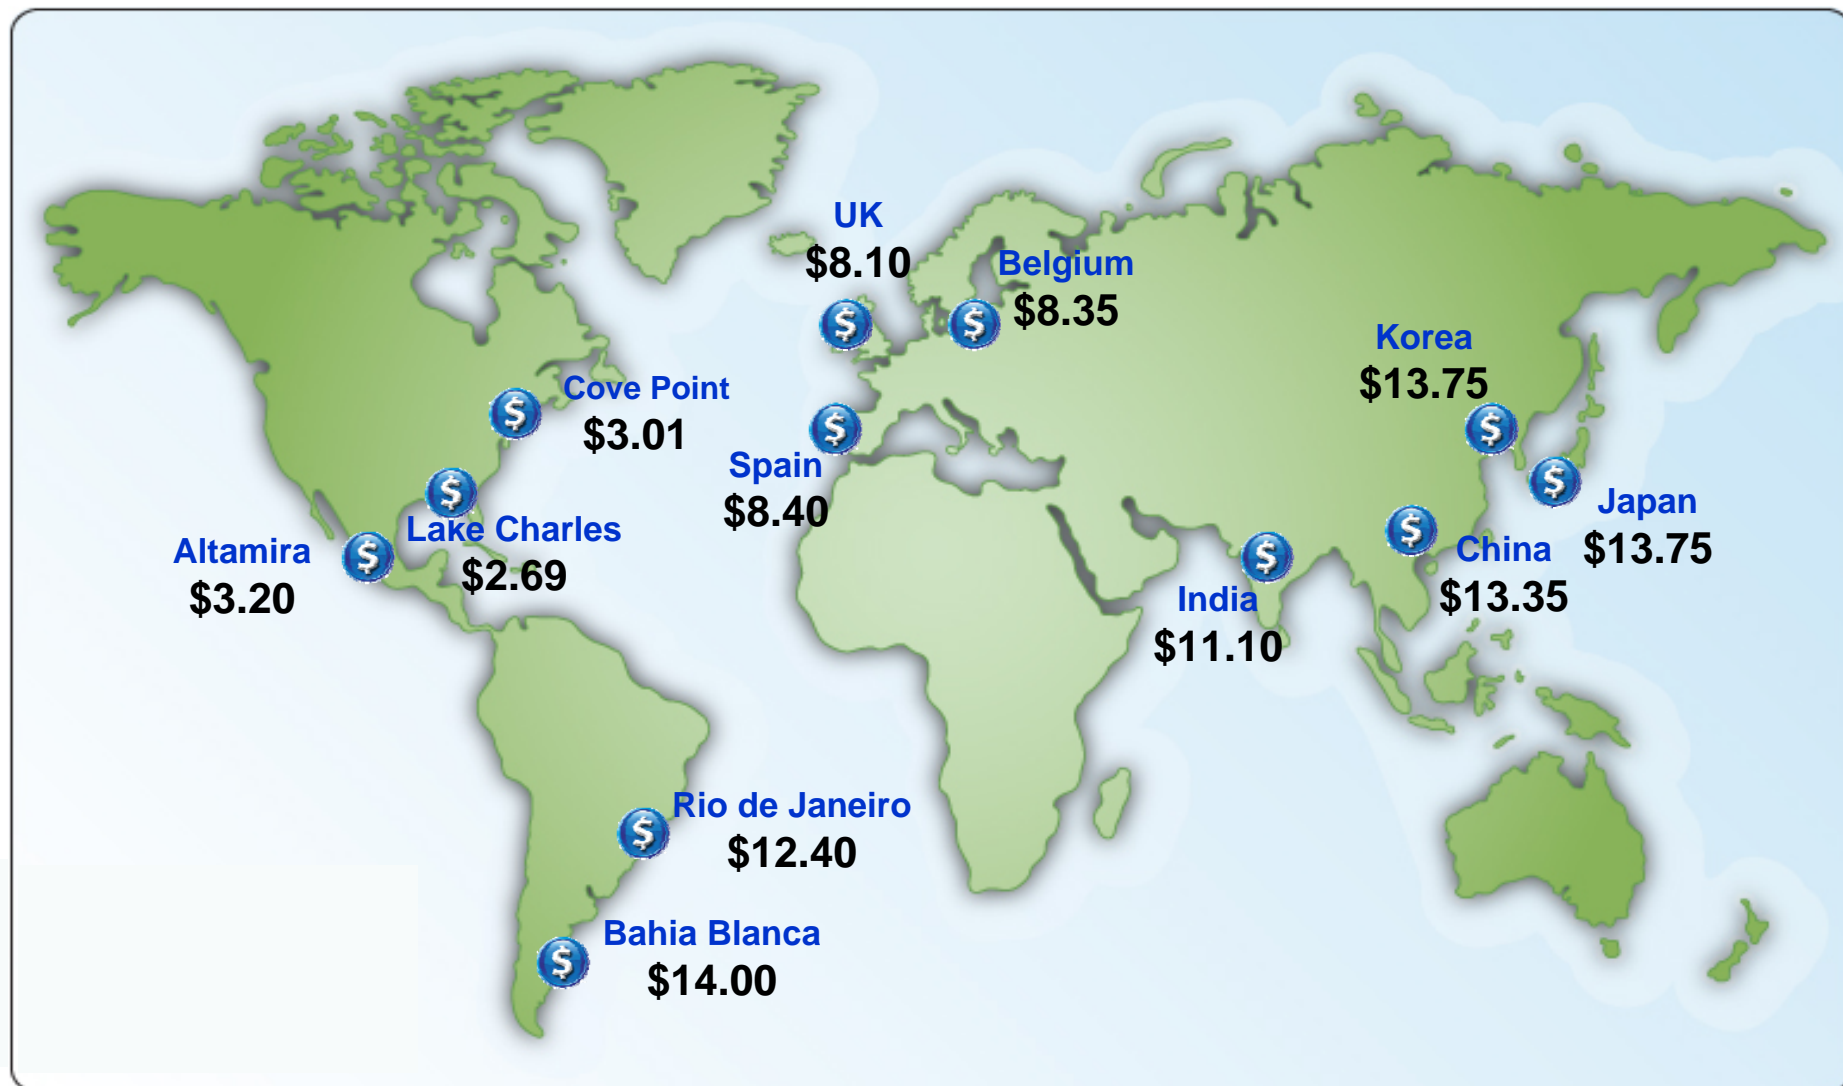 UK
$8.10
Belgium
$8.35
Korea
$13.75
Cove Point
$3.01
Spain
$8.40
Japan
$13.75
Lake Charles
$2.69
Altamira
$3.20
China
$13.35
India
$11.10
Rio de Janeiro
$12.40
Bahia Blanca
$14.00